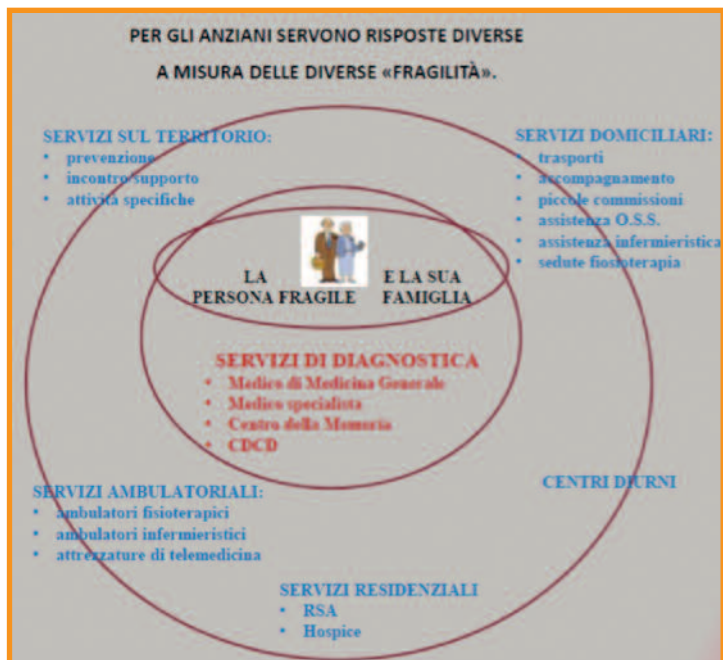 PER GLI ANZIANI SERVONO RISPOSTE DIVERSE
A MISURA DELLE DIVERSE «FRAGILITÀ».
SERVIZI SUL TERRITORIO:
• prevenzione
• incontro supporto
• attività specifiche
SERVIZI DOMICILIARI:
• trasporti
• accompagnamento
• piccole commissioni
• assistenza O.S.S.
• assistenza infermieristica
• sedute fiosioterapia
LA PERSONA FRAGILE
E LA SUA FAMIGLIA
SERVIZI DI DIAGNOSTICA
• Medico di Medicina Generale
• Medico specialista
• Centro della Memoria
• CDCD
SERVIZI AMBULATORIALI:
• ambulatori fisioterapici
• ambulatori infermieristici
• attrezzature di telemedicina
CENTRI DIURNI
SERVIZI RESIDENZIALI
• RSA
• Hospice